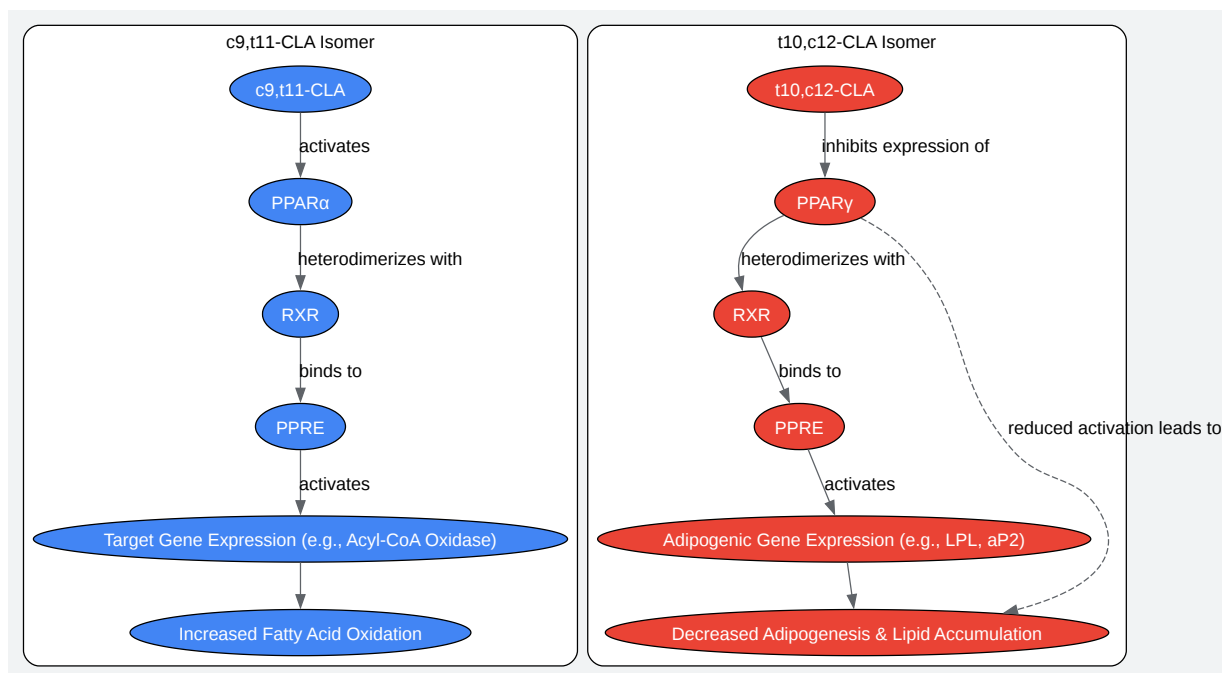 c9,t11-CLA Isomer
c9,t11-CLA
activates
PPARα
heterodimerizes with
RXR
binds to
PPRE
activates
Target Gene Expression (e.g., Acyl-CoA Oxidase)
Increased Fatty Acid Oxidation
t10,c12-CLA Isomer
t10,c12-CLA
inhibits expression of
PPARγ
heterodimerizes with
RXR
binds to
PPRE
reduced activation leads to
activates
Adipogenic Gene Expression (e.g., LPL, aP2)
Decreased Adipogenesis & Lipid Accumulation